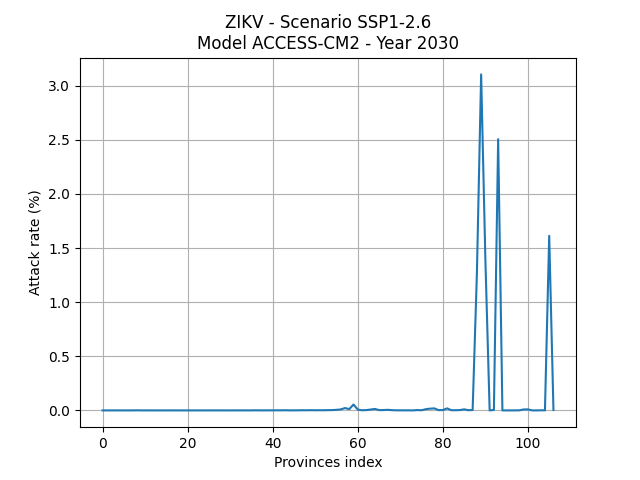 ZIKV - Scenario SSP1-2.6
Model ACCESS-CM2 - Year 2030
3.0
2.5
2.0
1.5
1.0
0.5
0.0
Attack rate (%)
0 20 40 60 80 100
Provinces index